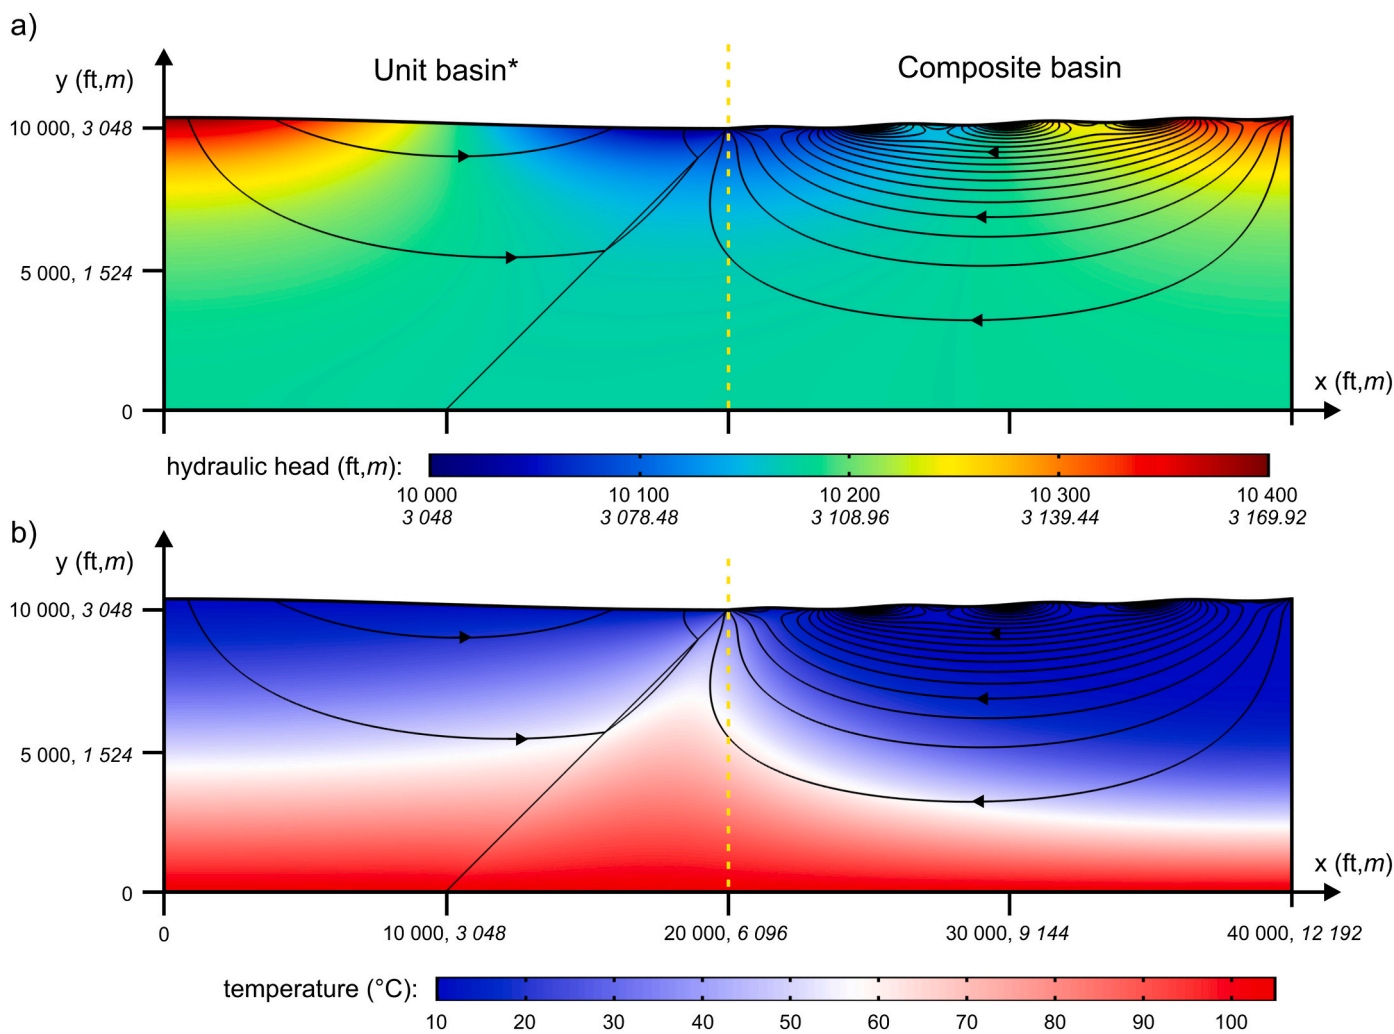 a)
Unit basin*
Composite basin
y (ft,m)
10 000, 3 048
5 000, 1 524
0
x (ft,m)
hydraulic head (ft,m):
10 000 10 100 10 200 10 300 10 400
3 048 3 078.48 3 108.96 3 139.44 3 169.92
b)
y (ft,m)
10 000, 3 048
5 000, 1 524
0
x (ft,m)
0 10 000, 3 048 20 000, 6 096 30 000, 9 144 40 000, 12 192
temperature (°C):
10 20 30 40 50 60 70 80 90 100